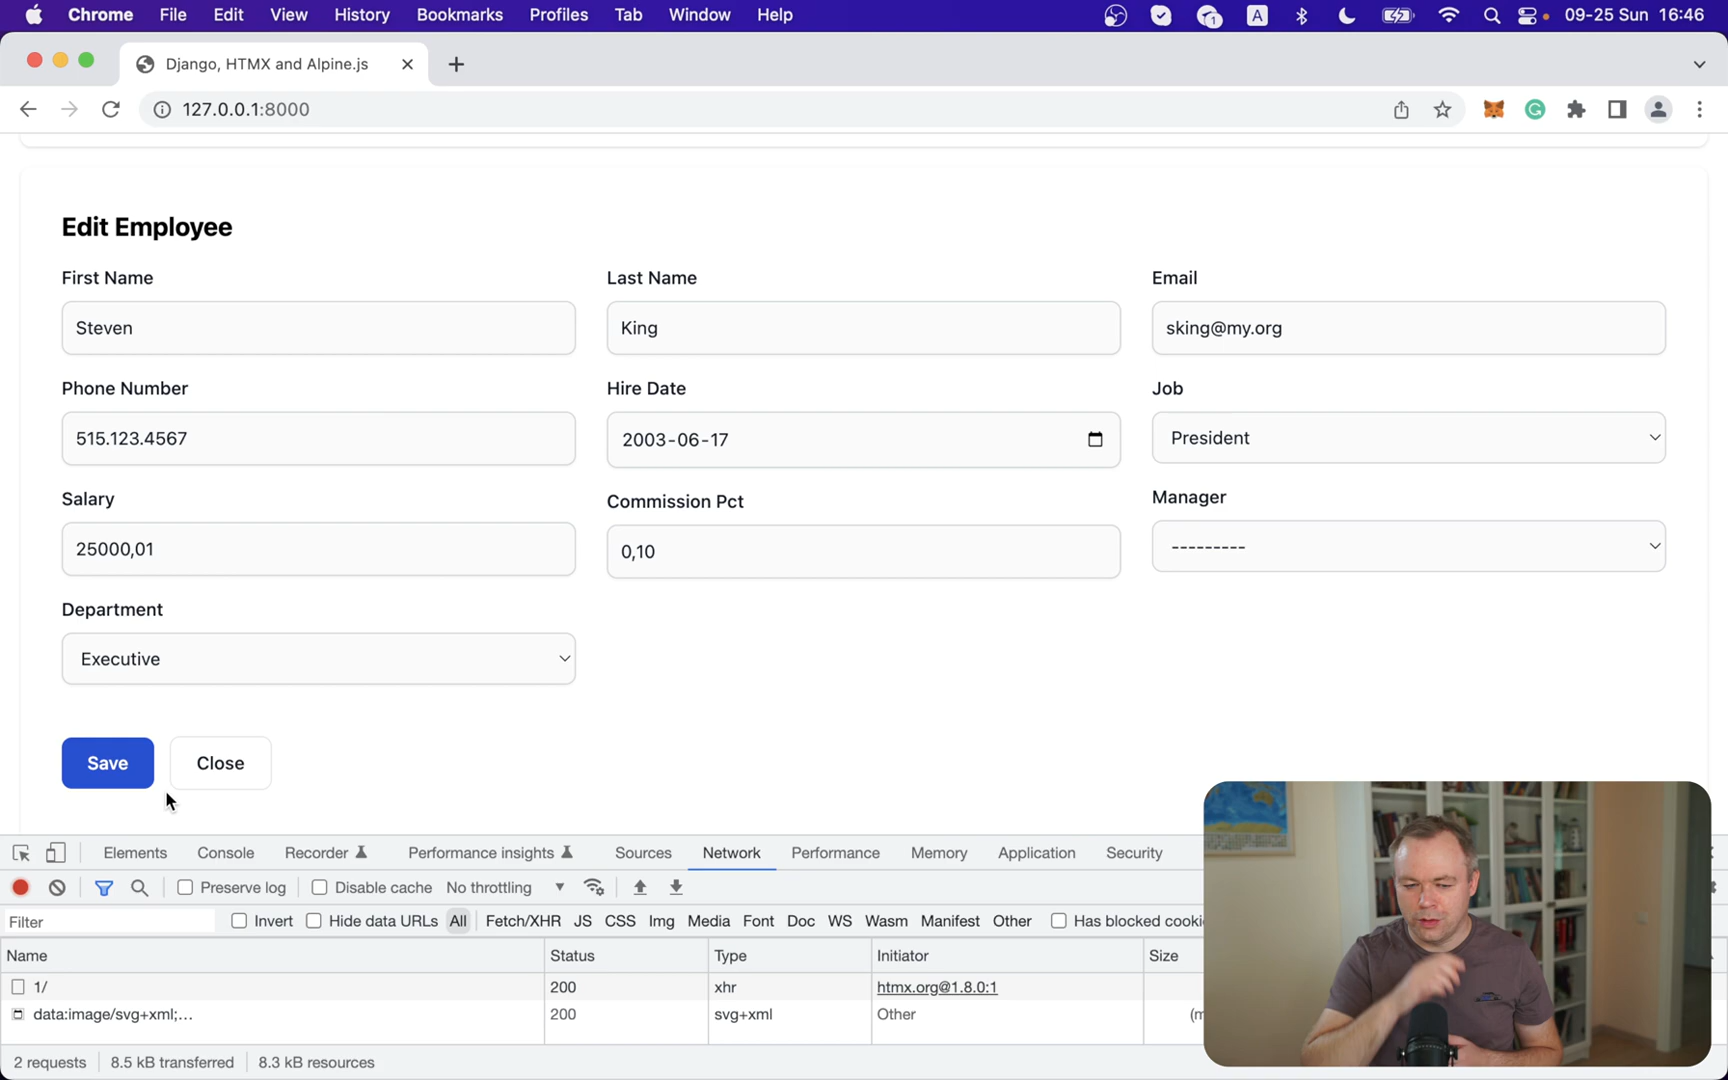 Chrome File Edit View History Bookmarks Profiles Tab Window Help 1 A 09-25 Sun 16:46
Django, HTMX and Alpine.js
127.0.0.1:8000
Edit Employee
First Name Last Name Email
Steven King sking@my.org
Phone Number Hire Date Job
515.123.4567 2003-06-17 President
Salary Commission Pct Manager
25000,01 0,10 ---------
Department
Executive
Save Close
Elements Console Recorder Performance insights Sources Network Performance Memory Application Security
Preserve log Disable cache No throttling
Filter Invert Hide data URLs All Fetch/XHR JS CSS Img Media Font Doc WS Wasm Manifest Other Has blocked cooki
Name Status Type Initiator Size
1/ 200 xhr htmx.org@1.8.0:1
data:image/svg+xml;... 200 svg+xml Other (m
2 requests 8.5 kB transferred 8.3 kB resources